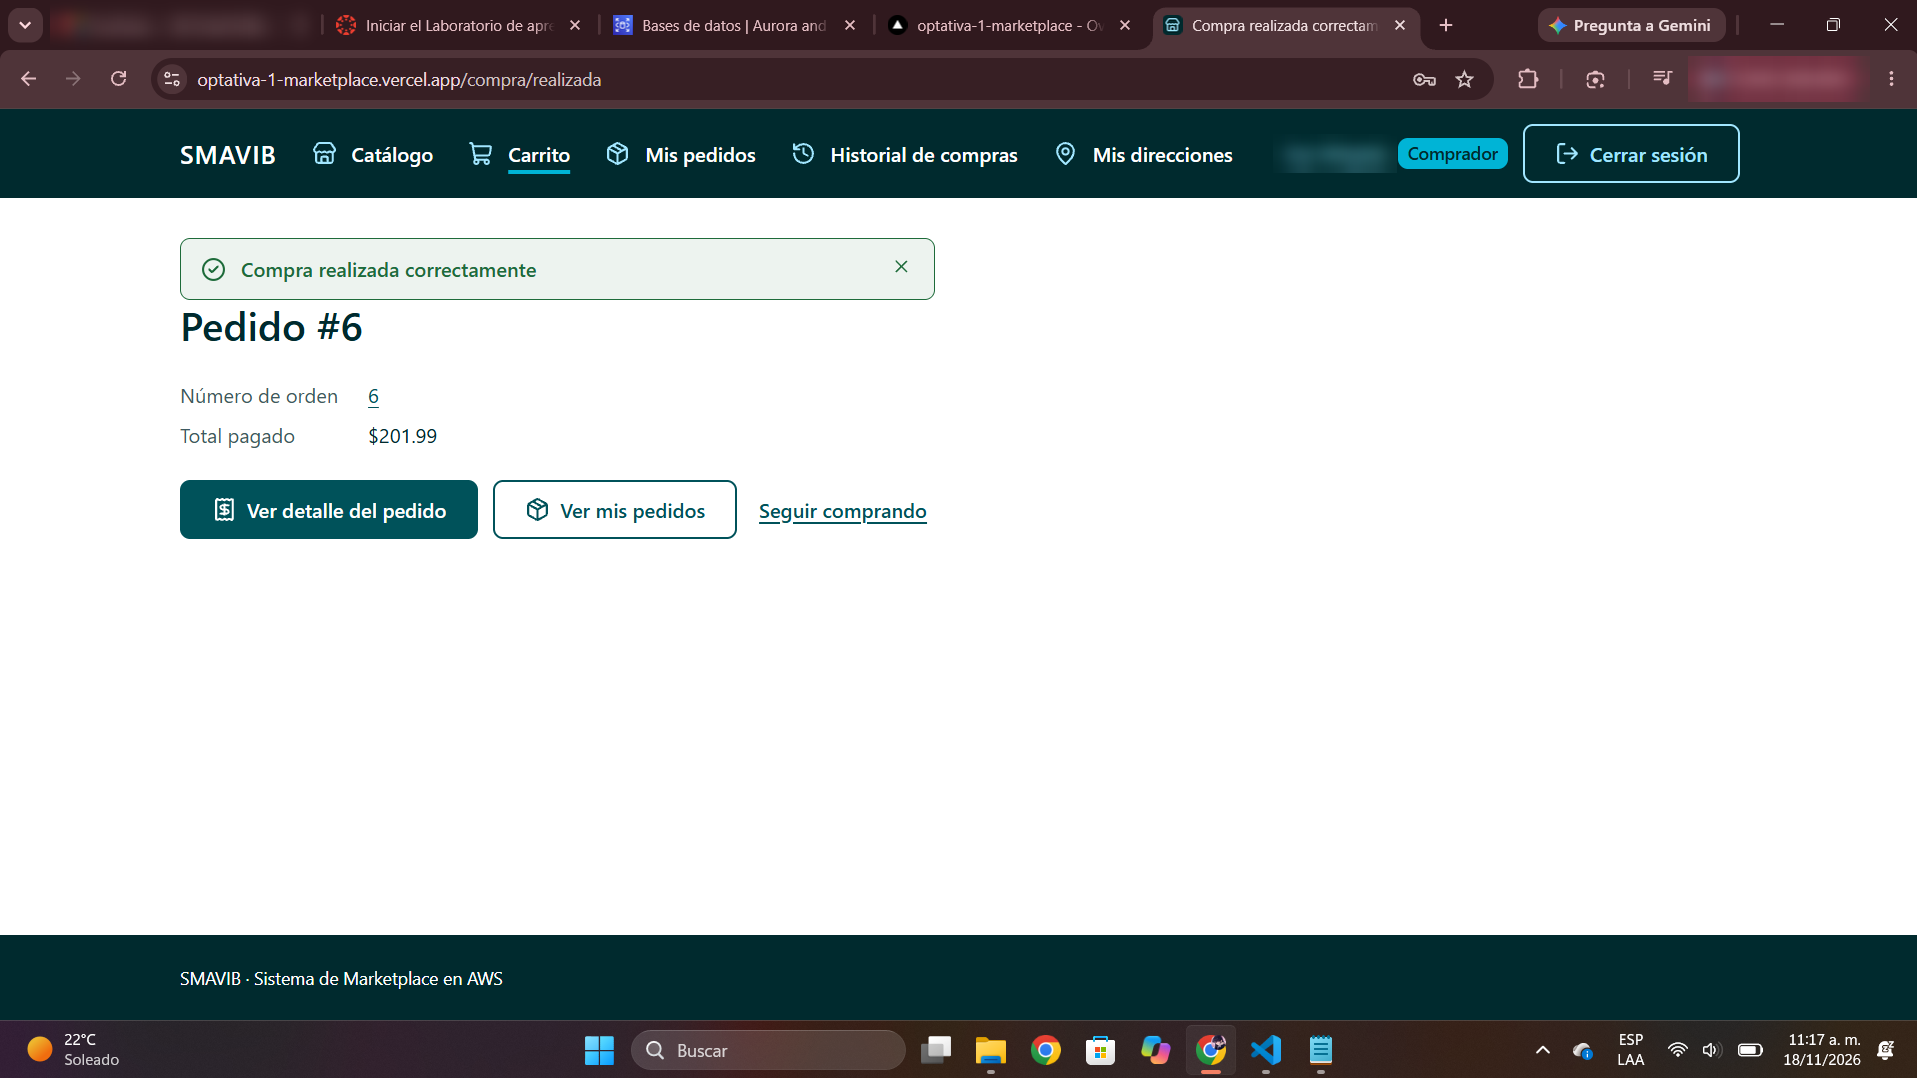 Iniciar el Laboratorio de apre
Bases de datos | Aurora and
optativa-1-marketplace - Ov
Compra realizada correctam
Pregunta a Gemini
optativa-1-marketplace.vercel.app/compra/realizada
SMAVIB
Catálogo
Carrito
Mis pedidos
Historial de compras
Mis direcciones
Comprador
Cerrar sesión
Compra realizada correctamente
Pedido #6
Número de orden 6
Total pagado $201.99
Ver detalle del pedido
Ver mis pedidos
Seguir comprando
SMAVIB · Sistema de Marketplace en AWS
22°C
Soleado
Buscar
ESP
LAA
11:17 a. m.
18/11/2026